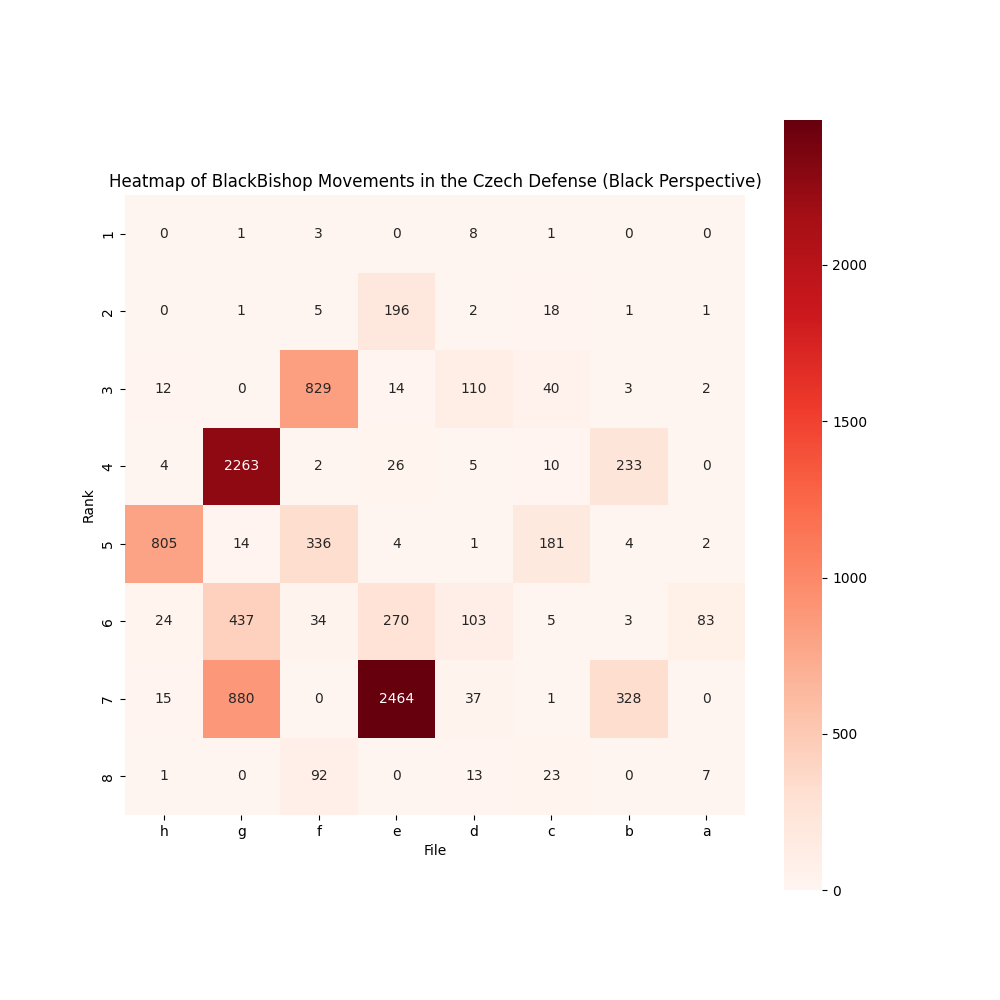 Heatmap of BlackBishop Movements in the Czech Defense (Black Perspective)
1 0 1 3 0 8 1 0 0
2 0 1 5 196 2 18 1 1
3 12 0 829 14 110 40 3 2
4 4 2263 2 26 5 10 233 0
5 805 14 336 4 1 181 4 2
6 24 437 34 270 103 5 3 83
7 15 880 0 2464 37 1 328 0
8 1 0 92 0 13 23 0 7
h g f e d c b a
File
Rank
2000
1500
1000
500
0